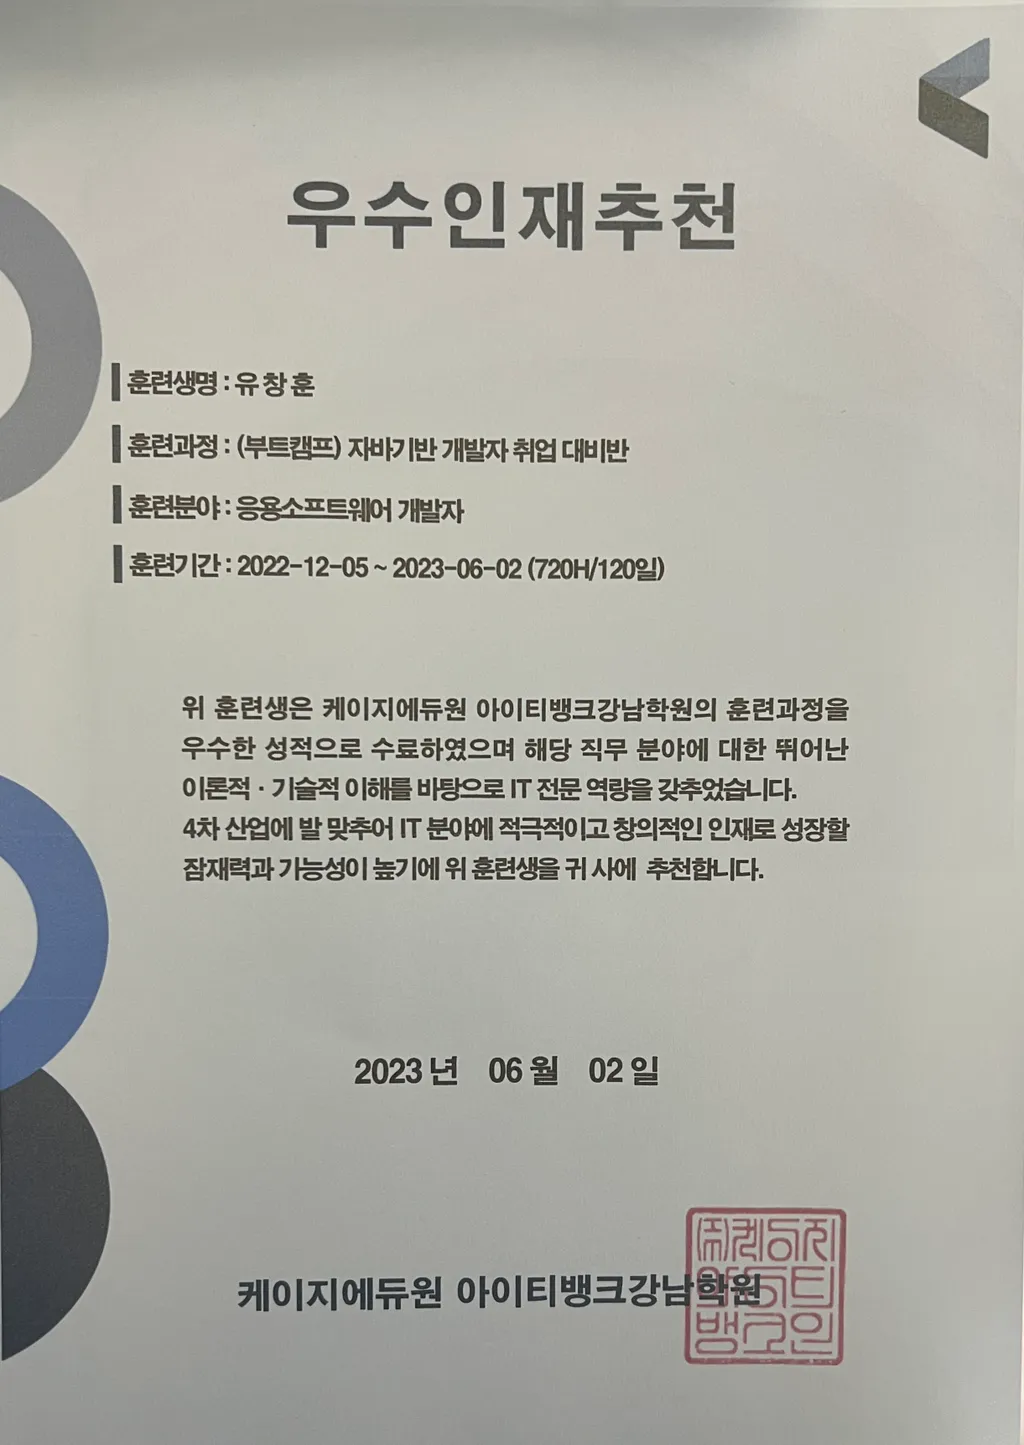 우수인재추천
훈련생명 : 유 창 훈
훈련과정 : (부트캠프) 자바기반 개발자 취업 대비반
훈련분야 : 응용소프트웨어 개발자
훈련기간 : 2022-12-05 ~ 2023-06-02 (720H/120일)
위 훈련생은 케이지에듀원 아이티뱅크강남학원의 훈련과정을
우수한 성적으로 수료하였으며 해당 직무 분야에 대한 뛰어난
이론적 · 기술적 이해를 바탕으로 IT 전문 역량을 갖추었습니다.
4차 산업에 발 맞추어 IT 분야에 적극적이고 창의적인 인재로 성장할
잠재력과 가능성이 높기에 위 훈련생을 귀 사에 추천합니다.
2023 년 06 월 02 일
케이지에듀원 아이티뱅크강남학원